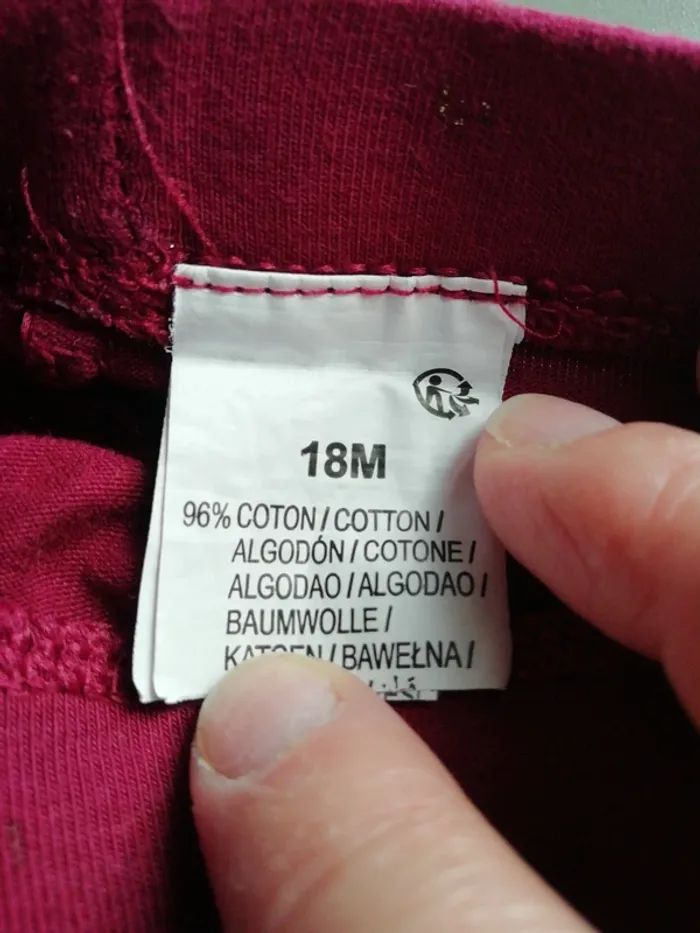 18M
96% COTON / COTTON /
ALGODÓN / COTONE /
ALGODAO / ALGODAO /
BAUMWOLLE /
/ BAWEŁNA /